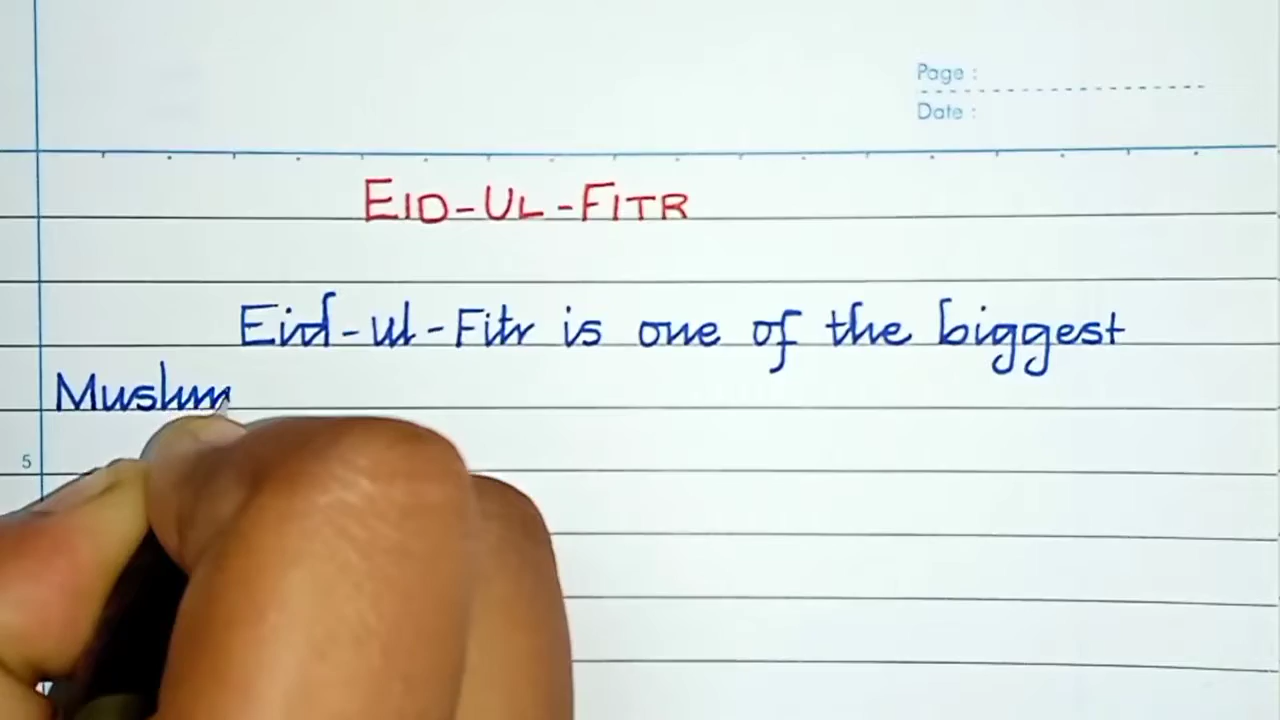 Page :
Date :
EID-UL-FITR
Eid-ul-Fitr is one of the biggest
Muslim
5